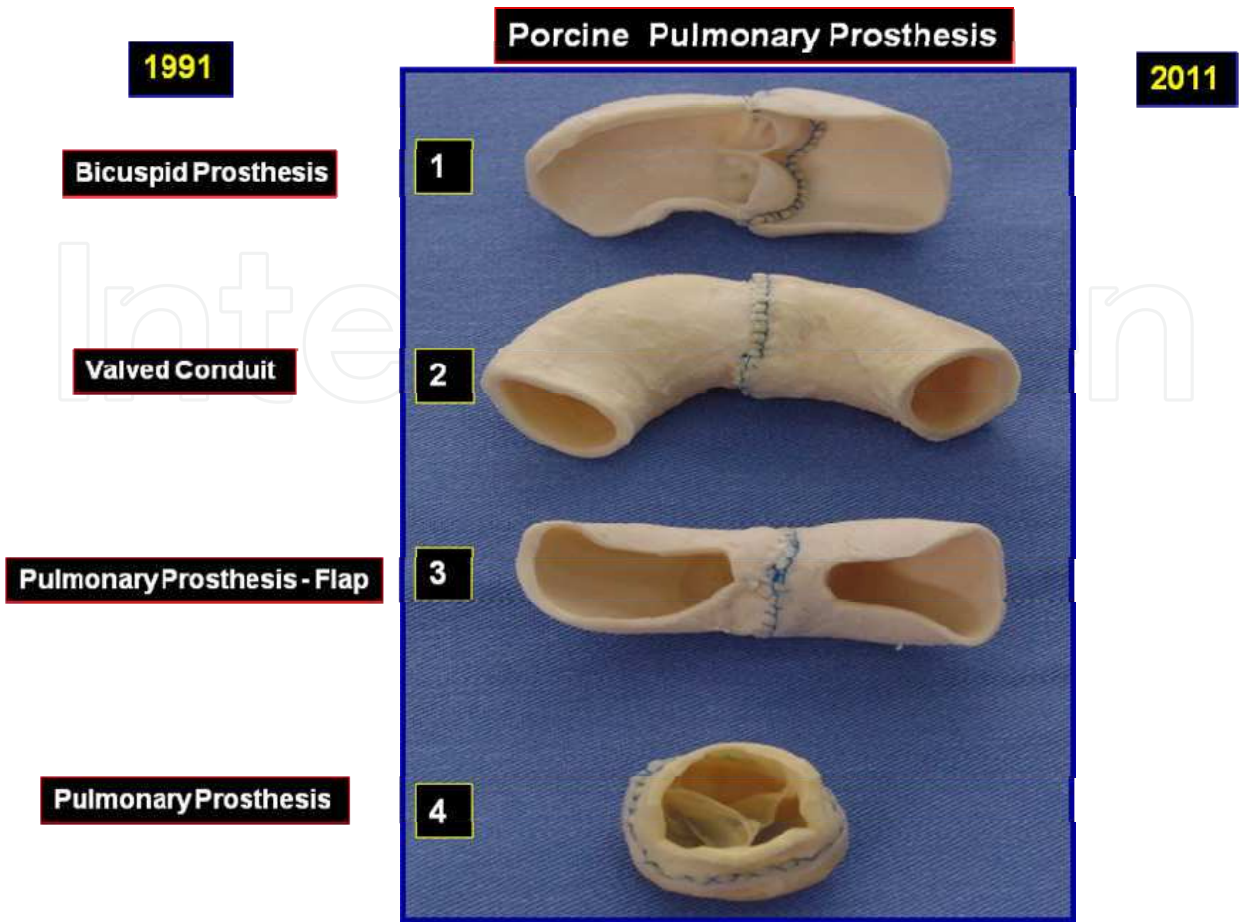 Porcine Pulmonary Prosthesis
1991
2011
Bicuspid Prosthesis
1
Valved Conduit
2
Pulmonary Prosthesis - Flap
3
Pulmonary Prosthesis
4